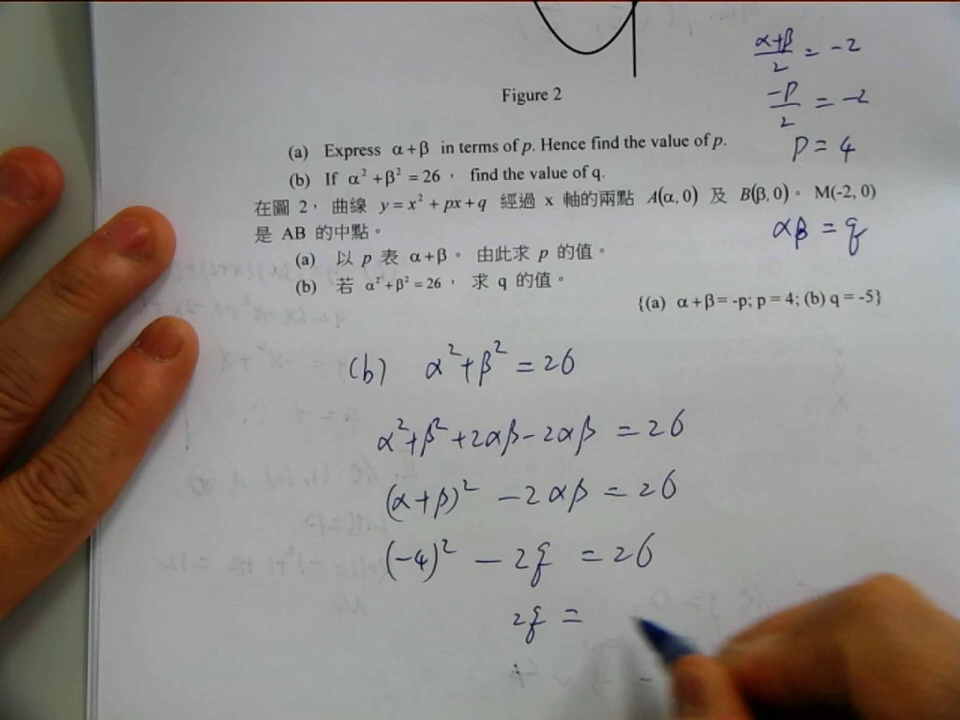 Figure 2
(a) Express α+β in terms of p. Hence find the value of p.
(b) If α²+β²=26， find the value of q.
在圖 2， 曲線 y=x²+px+q 經過 x 軸的兩點 A(α,0) 及 B(β,0)。 M(-2, 0)
是 AB 的中點。
(a) 以 p 表 α+β。 由此求 p 的值。
(b) 若 α²+β²=26， 求 q 的值。
{(a) α+β= -p; p = 4; (b) q = -5}
(α+β)/2 = -2
-p/2 = -2
P = 4
αβ = q
(b) α²+β² = 26
α²+β²+2αβ-2αβ = 26
(α+β)² - 2αβ = 26
(-4)² - 2q = 26
2q =